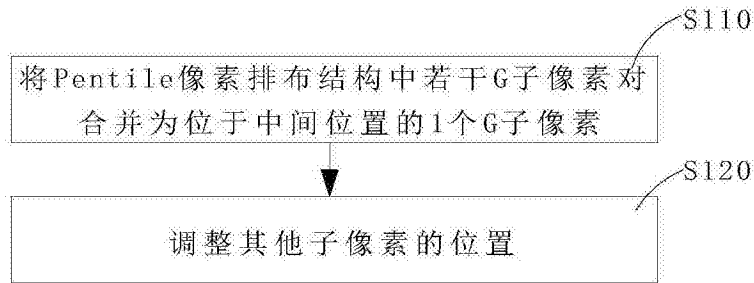 S110
将Pentile像素排布结构中若干G子像素对
合并为位于中间位置的1个G子像素
S120
调整其他子像素的位置